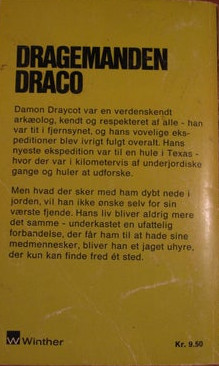 DRAGEMANDEN
DRACO
Damon Draycot var en verdenskendt
arkæolog, kendt og respekteret af alle - han
var tit i fjernsynet, og hans vovelige eks-
peditioner blev ivrigt fulgt overalt. Hans
nyeste ekspedition var til en hule i Texas -
hvor der var i kilometervis af underjordiske
gange og huler at udforske.
Men hvad der sker med ham dybt nede i
jorden, vil han ikke ønske selv for sin
værste fjende. Hans liv bliver aldrig mere
det samme - underkastet en ufattelig
forbandelse, der får ham til at hade sine
medmennesker, bliver han et jaget uhyre,
der kun kan finde fred ét sted.
W Winther
Kr. 9.50